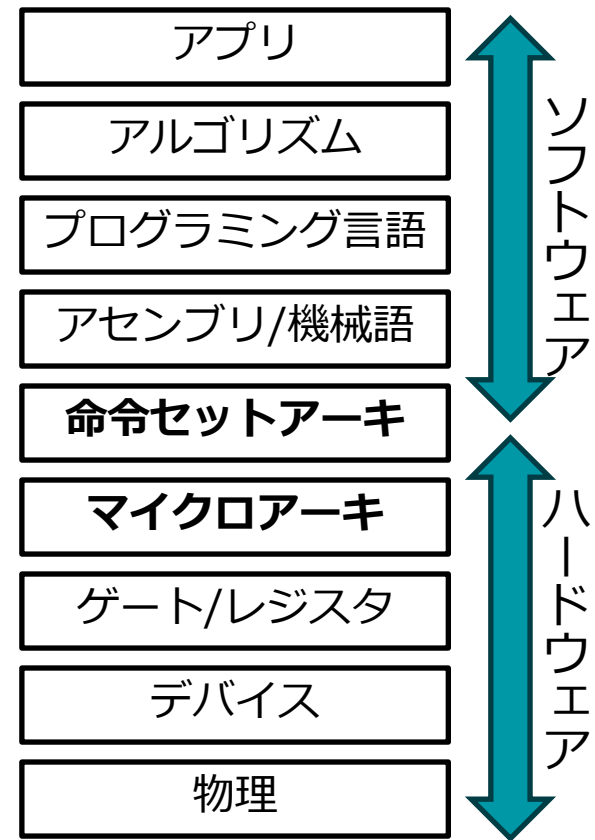 アプリ
アルゴリズム
プログラミング言語
アセンブリ/機械語
命令セットアーキ
マイクロアーキ
ゲート/レジスタ
デバイス
物理
ソフトウェア
ハードウェア